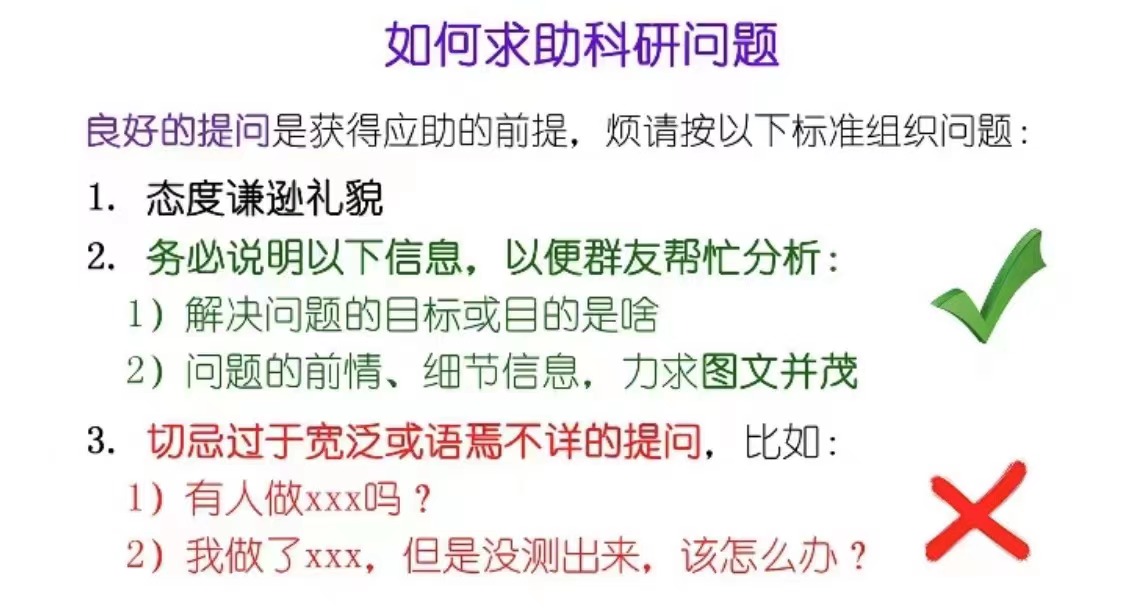 如何求助科研问题
良好的提问是获得应助的前提，烦请按以下标准组织问题：
1. 态度谦逊礼貌
2. 务必说明以下信息，以便群友帮忙分析：
1）解决问题的目标或目的是啥
2）问题的前情、细节信息，力求图文并茂
3. 切忌过于宽泛或语焉不详的提问，比如：
1）有人做xxx吗？
2）我做了xxx，但是没测出来，该怎么办？